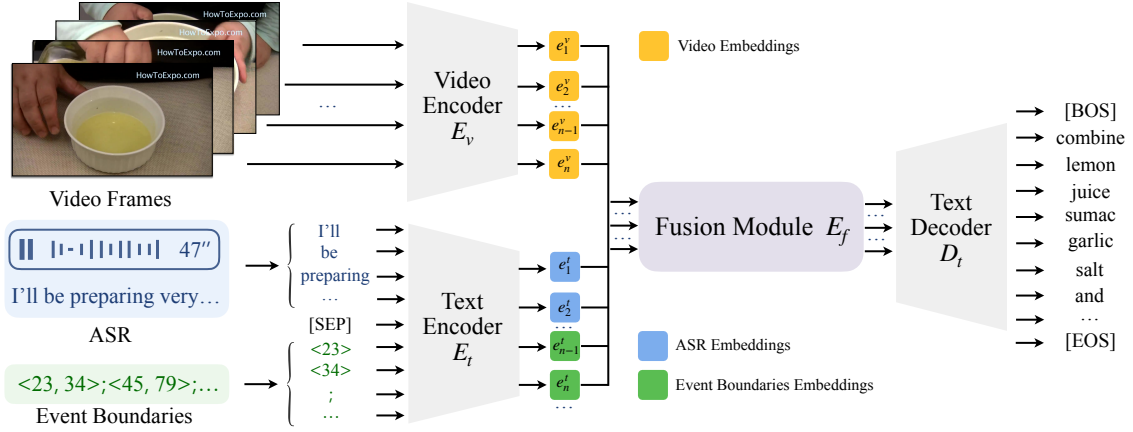 HowToExpo.com
HowToExpo.com
HowToExpo.com
HowToExpo.com
...
Video Frames
Video
Encoder
E_v
e_1^v
e_2^v
...
e_{n-1}^v
e_n^v
Video Embeddings
47″
I'll be preparing very...
ASR
<23, 34>;<45, 79>;...
Event Boundaries
I'll
be
preparing
...
[SEP]
<23>
<34>
;
...
Text
Encoder
E_t
e_1^t
e_2^t
...
e_{n-1}^t
e_n^t
...
ASR Embeddings
Event Boundaries Embeddings
...
...
Fusion Module E_f
...
...
Text
Decoder
D_t
[BOS]
combine
lemon
juice
sumac
garlic
salt
and
...
[EOS]